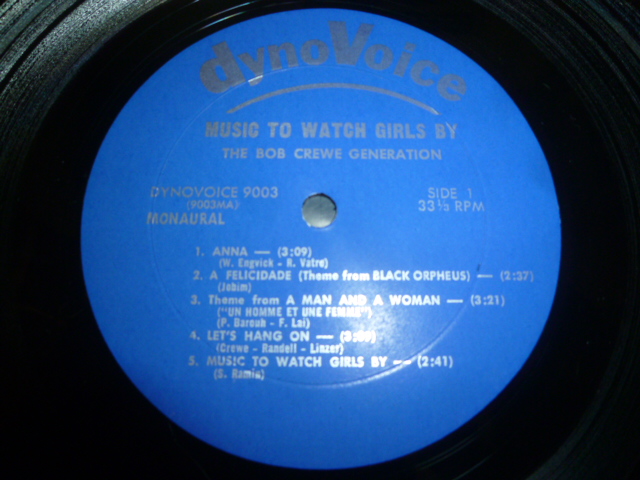 dynoVoice
MUSIC TO WATCH GIRLS BY
THE BOB CREWE GENERATION
DYNOVOICE 9003
(9003MA)
MONAURAL
SIDE 1
33⅓ RPM
1. ANNA — (3:09)
(W. Engvick - R. Vatro)
2. A FELICIDADE (Theme from BLACK ORPHEUS) — (2:37)
(Jobim)
3. Theme from A MAN AND A WOMAN — (3:21)
("UN HOMME ET UNE FEMME")
(P. Barouh - F. Lai)
4. LET'S HANG ON —
(Crewe - Randell - Linzer)
5. MUSIC TO WATCH GIRLS BY — (2:41)
(S. Ramin)